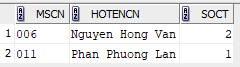 MSCN HOTENCN SOCT
1 006 Nguyen Hong Van 2
2 011 Phan Phuong Lan 1